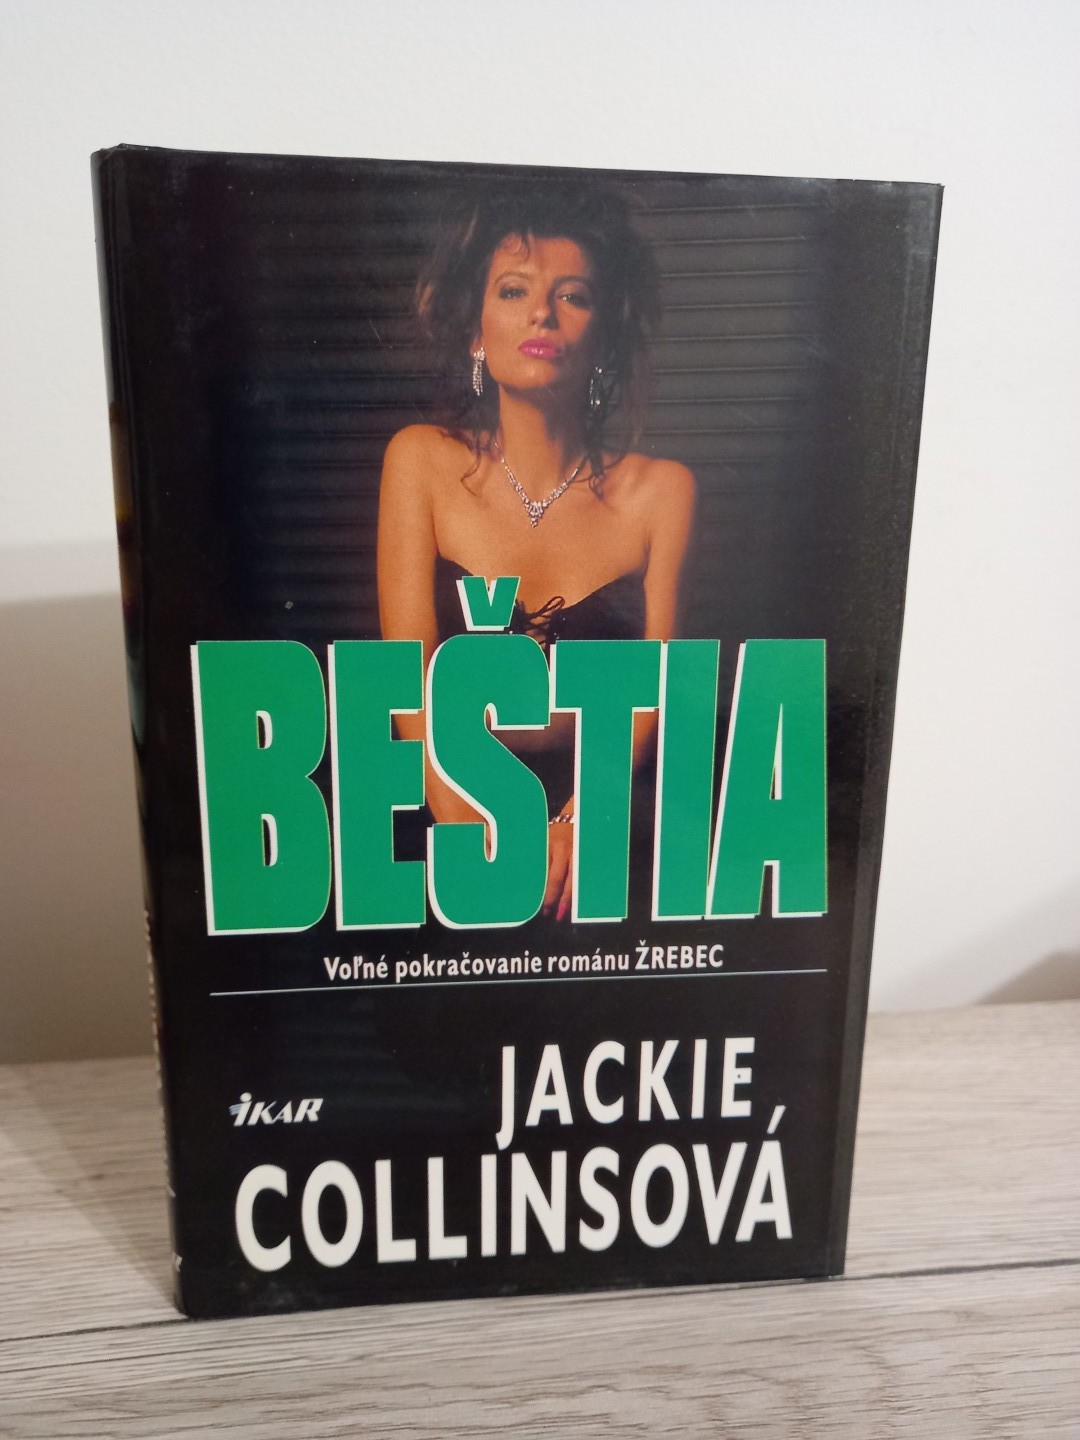 BEŠTIA
Voľné pokračovanie románu ŽREBEC
JACKIE
IKAR
COLLINSOVÁ